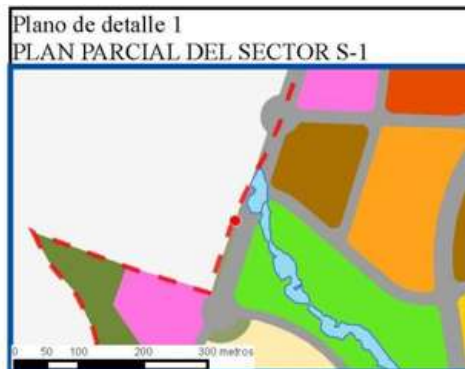 Plano de detalle 1
PLAN PARCIAL DEL SECTOR S-1
0 50 100 200 300 metros